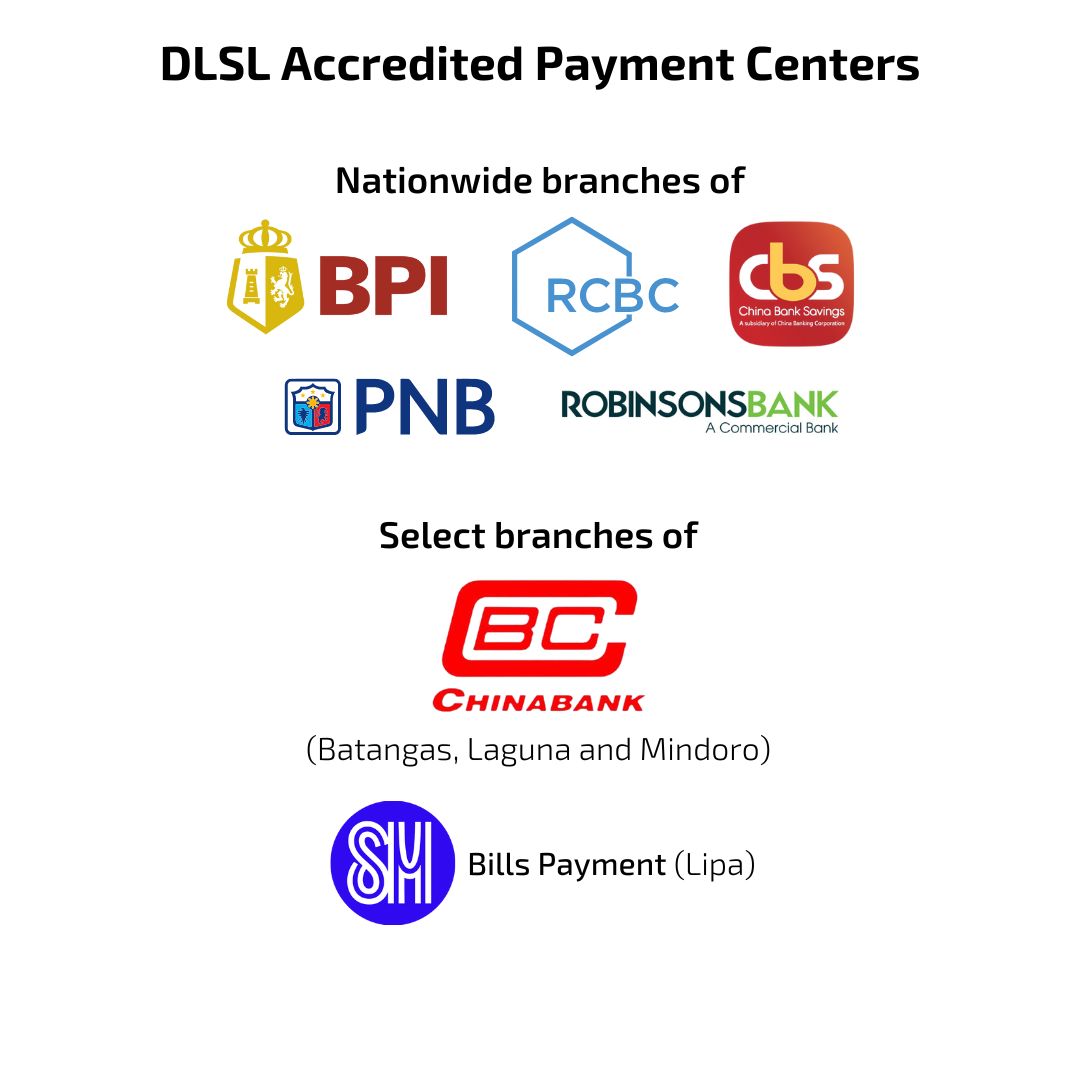 DLSL Accredited Payment Centers
Nationwide branches of
BPI
RCBC
cbs
China Bank Savings
A subsidiary of China Banking Corporation
PNB
ROBINSONSBANK
A Commercial Bank
Select branches of
CBC
CHINABANK
(Batangas, Laguna and Mindoro)
SM Bills Payment (Lipa)